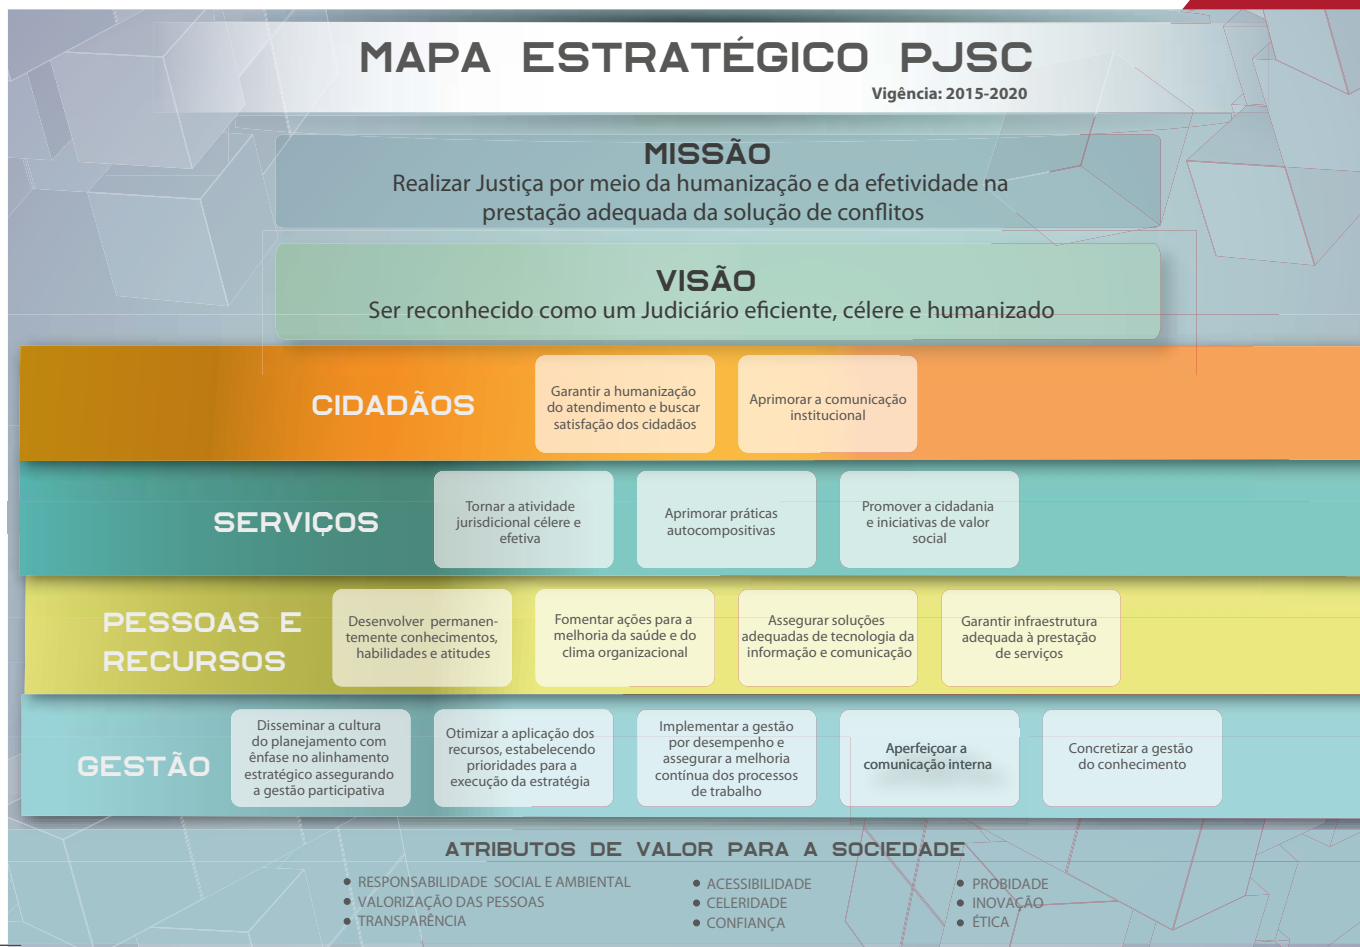 MAPA ESTRATÉGICO PJSC
Vigência: 2015-2020
MISSÃO
Realizar Justiça por meio da humanização e da efetividade na
prestação adequada da solução de conflitos
VISÃO
Ser reconhecido como um Judiciário eficiente, célere e humanizado
CIDADÃOS
Garantir a humanização
do atendimento e buscar
satisfação dos cidadãos
Aprimorar a comunicação
institucional
SERVIÇOS
Tornar a atividade
jurisdicional célere e
efetiva
Aprimorar práticas
autocompositivas
Promover a cidadania
e iniciativas de valor
social
PESSOAS E
RECURSOS
Desenvolver permanen-
temente conhecimentos,
habilidades e atitudes
Fomentar ações para a
melhoria da saúde e do
clima organizacional
Assegurar soluções
adequadas de tecnologia da
informação e comunicação
Garantir infraestrutura
adequada à prestação
de serviços
GESTÃO
Disseminar a cultura
do planejamento com
ênfase no alinhamento
estratégico assegurando
a gestão participativa
Otimizar a aplicação dos
recursos, estabelecendo
prioridades para a
execução da estratégia
Implementar a gestão
por desempenho e
assegurar a melhoria
contínua dos processos
de trabalho
Aperfeiçoar a
comunicação interna
Concretizar a gestão
do conhecimento
ATRIBUTOS DE VALOR PARA A SOCIEDADE
• RESPONSABILIDADE SOCIAL E AMBIENTAL
• VALORIZAÇÃO DAS PESSOAS
• TRANSPARÊNCIA
• ACESSIBILIDADE
• CELERIDADE
• CONFIANÇA
• PROBIDADE
• INOVAÇÃO
• ÉTICA